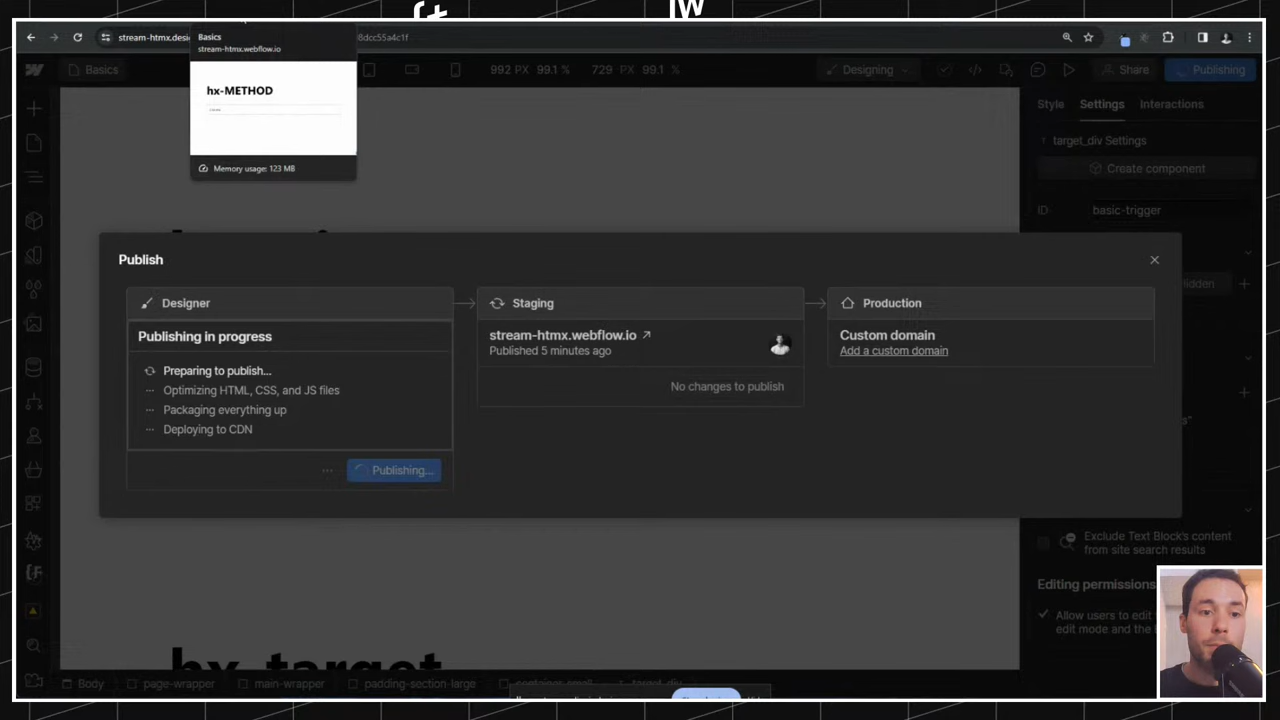 Basics
stream-htmx.webflow.io
stream-htmx.desi
8dcc55a4c1f
hx-METHOD
Memory usage: 123 MB
Basics
992 PX 99.1 % 729 PX 99.1 %
Designing
Share
Publishing
Style Settings Interactions
target_div Settings
Create component
ID
basic-trigger
Publish
Designer
Staging
Production
Publishing in progress
Preparing to publish...
Optimizing HTML, CSS, and JS files
Packaging everything up
Deploying to CDN
Publishing...
stream-htmx.webflow.io
Published 5 minutes ago
No changes to publish
Custom domain
Add a custom domain
Exclude Text Block's content
from site search results
Editing permissions
Allow users to edit
edit mode and the
hx-target
Body page-wrapper main-wrapper padding-section-large container-small target_div